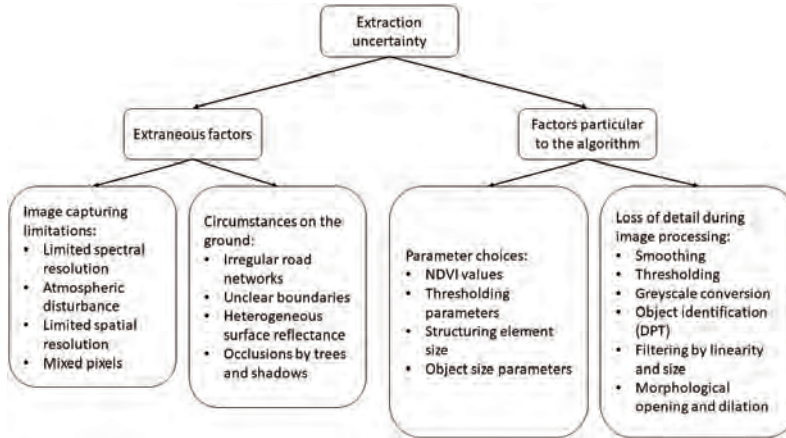 Extraction
uncertainty
Extraneous factors
Factors particular
to the algorithm
Image capturing
limitations:
• Limited spectral
resolution
• Atmospheric
disturbance
• Limited spatial
resolution
• Mixed pixels
Circumstances on the
ground:
• Irregular road
networks
• Unclear boundaries
• Heterogeneous
surface reflectance
• Occlusions by trees
and shadows
Parameter choices:
• NDVI values
• Thresholding
parameters
• Structuring element
size
• Object size parameters
Loss of detail during
image processing:
• Smoothing
• Thresholding
• Greyscale conversion
• Object identification
(DPT)
• Filtering by linearity
and size
• Morphological
opening and dilation